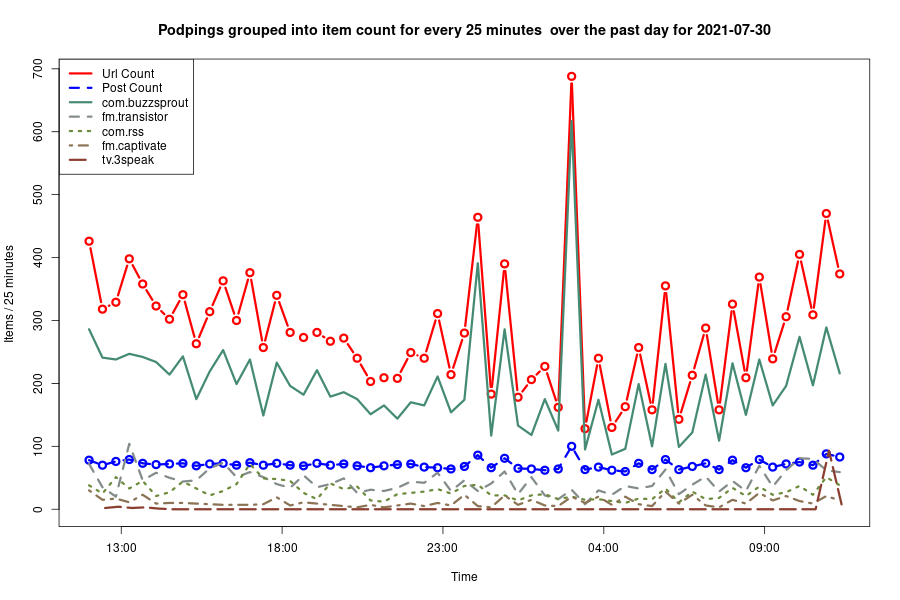 Podpings grouped into item count for every 25 minutes  over the past day for 2021-07-30
Url Count
Post Count
com.buzzsprout
fm.transistor
com.rss
fm.captivate
tv.3speak
Items / 25 minutes
700
600
500
400
300
200
100
0
13:00 18:00 23:00 04:00 09:00
Time